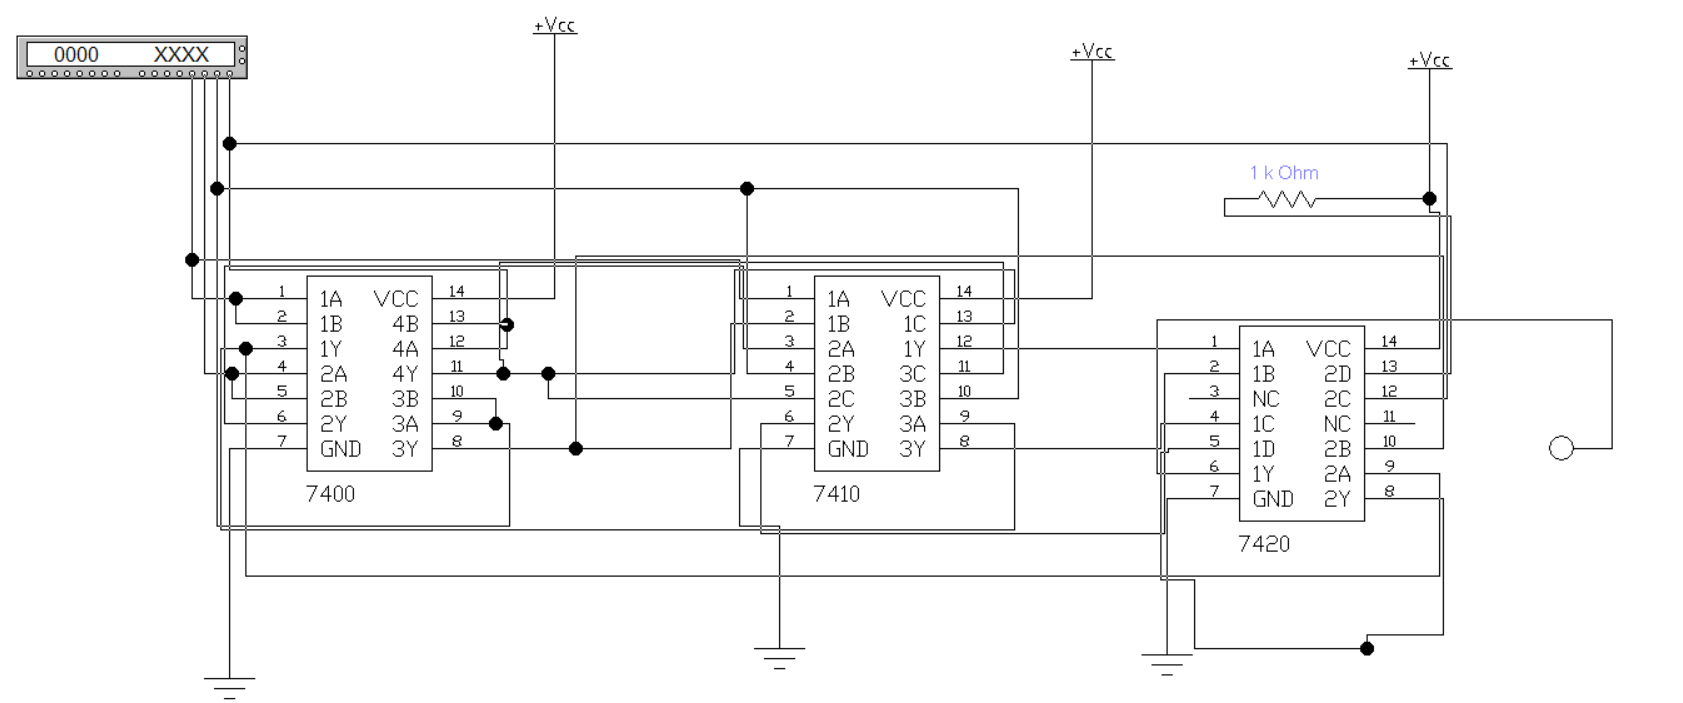 +Vcc
0000 XXXX
+Vcc
+Vcc
1 k Ohm
1 1A VCC 14
2 1B 4B 13
3 1Y 4A 12
4 2A 4Y 11
5 2B 3B 10
6 2Y 3A 9
7 GND 3Y 8
7400
1 1A VCC 14
2 1B 1C 13
3 2A 1Y 12
4 2B 3C 11
5 2C 3B 10
6 2Y 3A 9
7 GND 3Y 8
7410
1 1A VCC 14
2 1B 2D 13
3 NC 2C 12
4 1C NC 11
5 1D 2B 10
6 1Y 2A 9
7 GND 2Y 8
7420